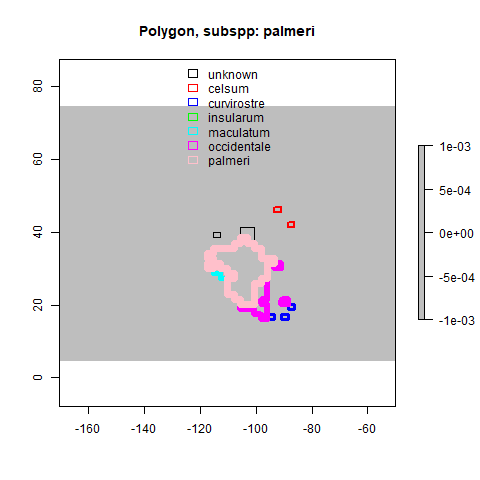 Polygon, subspp: palmeri
unknown
celsum
curvirostre
insularum
maculatum
occidentale
palmeri
80
60
40
20
0
-160
-140
-120
-100
-80
-60
1e-03
5e-04
0e+00
-5e-04
-1e-03